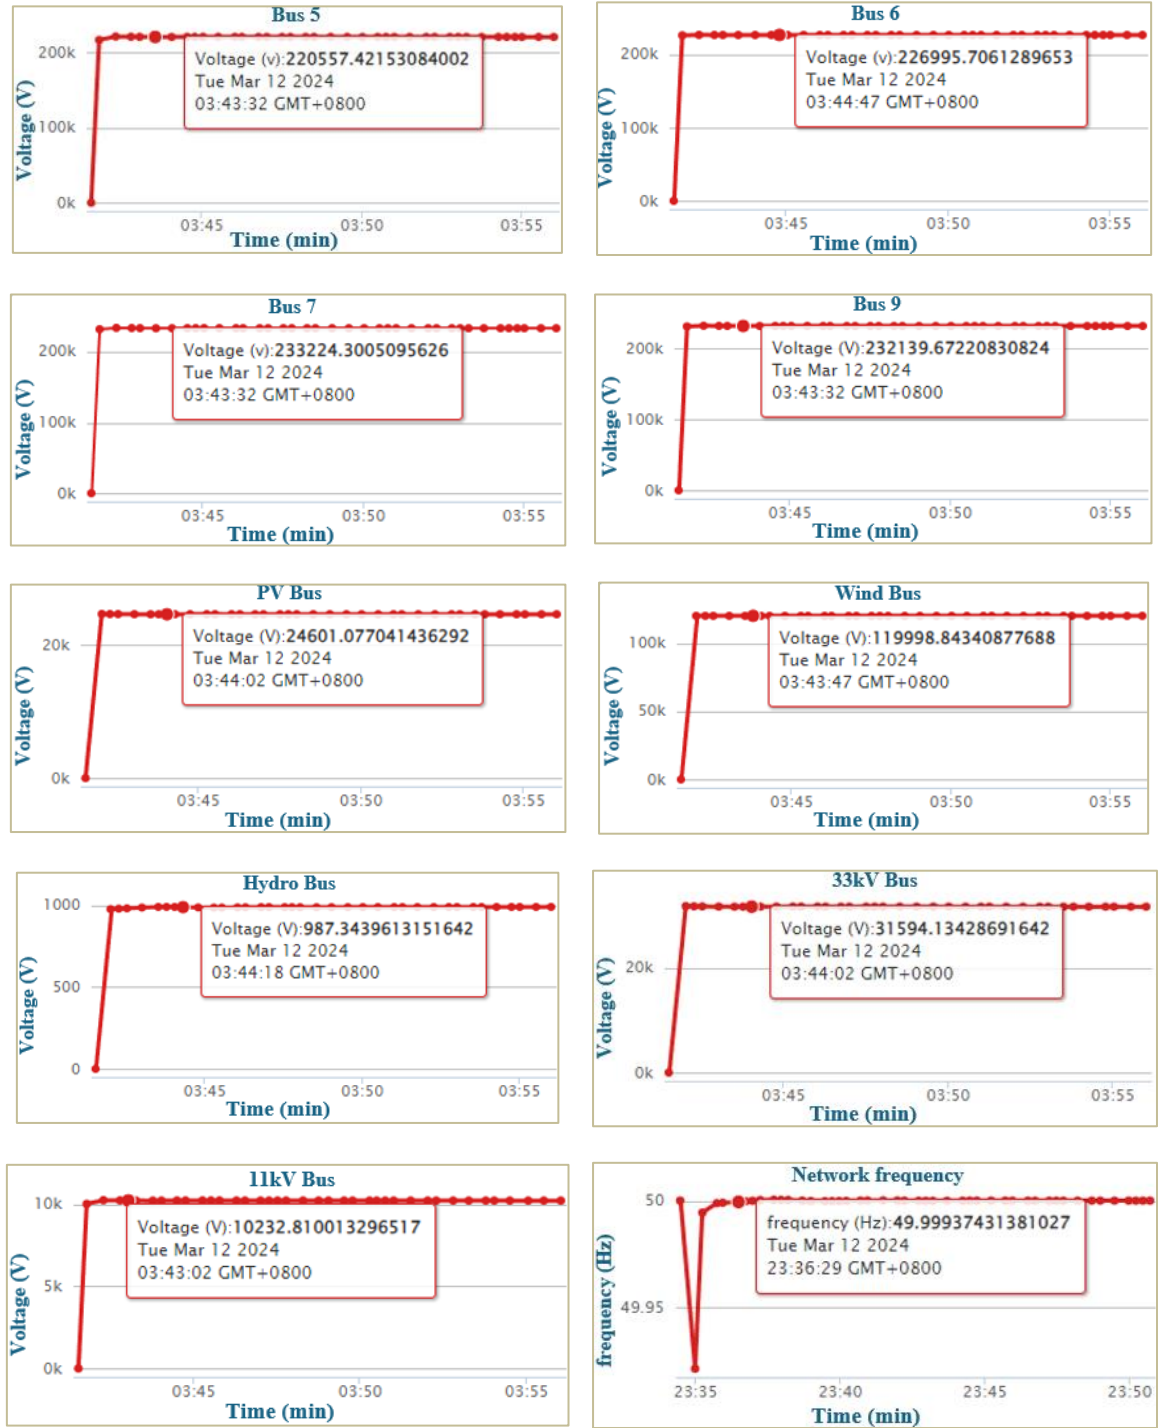 Bus 5
Voltage (V)
200k
100k
0k
Voltage (v):220557.42153084002
Tue Mar 12 2024
03:43:32 GMT+0800
03:45 03:50 03:55
Time (min)
Bus 6
Voltage (V)
200k
100k
0k
Voltage (v):226995.7061289653
Tue Mar 12 2024
03:44:47 GMT+0800
03:45 03:50 03:55
Time (min)
Bus 7
Voltage (V)
200k
100k
0k
Voltage (v):233224.3005095626
Tue Mar 12 2024
03:43:32 GMT+0800
03:45 03:50 03:55
Time (min)
Bus 9
Voltage (V)
200k
100k
0k
Voltage (V):232139.67220830824
Tue Mar 12 2024
03:43:32 GMT+0800
03:45 03:50 03:55
Time (min)
PV Bus
Voltage (V)
20k
0k
Voltage (V):24601.077041436292
Tue Mar 12 2024
03:44:02 GMT+0800
03:45 03:50 03:55
Time (min)
Wind Bus
Voltage (V)
100k
50k
0k
Voltage (V):119998.84340877688
Tue Mar 12 2024
03:43:47 GMT+0800
03:45 03:50 03:55
Time (min)
Hydro Bus
Voltage (V)
1000
500
0
Voltage (V):987.3439613151642
Tue Mar 12 2024
03:44:18 GMT+0800
03:45 03:50 03:55
Time (min)
33kV Bus
Voltage (V)
20k
0k
Voltage (V):31594.13428691642
Tue Mar 12 2024
03:44:02 GMT+0800
03:45 03:50 03:55
Time (min)
11kV Bus
Voltage (V)
10k
5k
0k
Voltage (V):10232.810013296517
Tue Mar 12 2024
03:43:02 GMT+0800
03:45 03:50 03:55
Time (min)
Network frequency
frequency (Hz)
50
49.95
frequency (Hz):49.99937431381027
Tue Mar 12 2024
23:36:29 GMT+0800
23:35 23:40 23:45 23:50
Time (min)